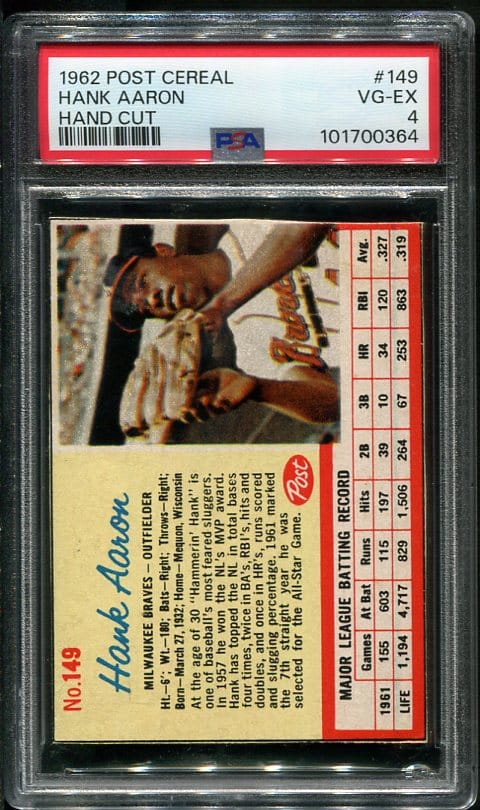 1962 POST CEREAL #149
HANK AARON VG-EX
HAND CUT 4
PSA 101700364
No.149
Hank Aaron
MILWAUKEE BRAVES — OUTFIELDER
Ht.—6'; Wt.—180; Bats—Right; Throws—Right;
Born—March 27, 1932; Home—Mequon, Wisconsin
At the age of 30 "Hammerin' Hank" is
one of baseball's most feared sluggers.
In 1957 he won the NL's MVP award.
Hank has topped the NL in total bases
four times, twice in BA's, RBI's, hits and
doubles, and once in HR's, runs scored
and slugging percentage. 1961 marked
the 7th straight year he was
selected for the All-Star Game.
Post
Braves
MAJOR LEAGUE BATTING RECORD
Games At Bat Runs Hits 2B 3B HR RBI Avg.
1961 155 603 115 197 39 10 34 120 .327
LIFE 1,194 4,717 829 1,506 264 67 253 863 .319